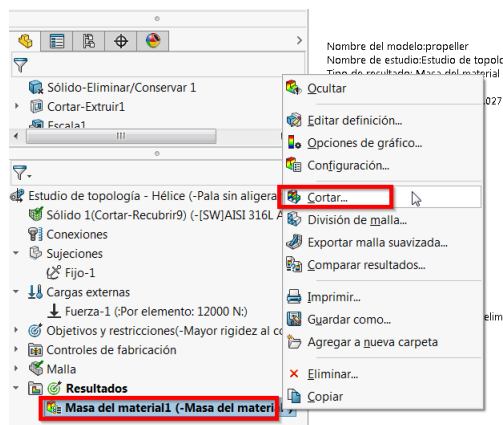 Nombre del modelo:propeller
Nombre de estudio:Estudio de topolo
Tipo de resultado: Masa del material
027
Sólido-Eliminar/Conservar 1
Cortar-Extruir1
Escala1
Estudio de topología - Hélice (-Pala sin aligera
Sólido 1(Cortar-Recubrir9) (-[SW]AISI 316L A
Conexiones
Sujeciones
Fijo-1
Cargas externas
Fuerza-1 (:Por elemento: 12000 N:)
Objetivos y restricciones(-Mayor rigidez al co
Controles de fabricación
Malla
Resultados
Masa del material1 (-Masa del materia
Ocultar
Editar definición...
Opciones de gráfico...
Configuración...
Cortar...
División de malla...
Exportar malla suavizada...
Comparar resultados...
Imprimir...
Guardar como...
Agregar a nueva carpeta
Eliminar...
Copiar
elim